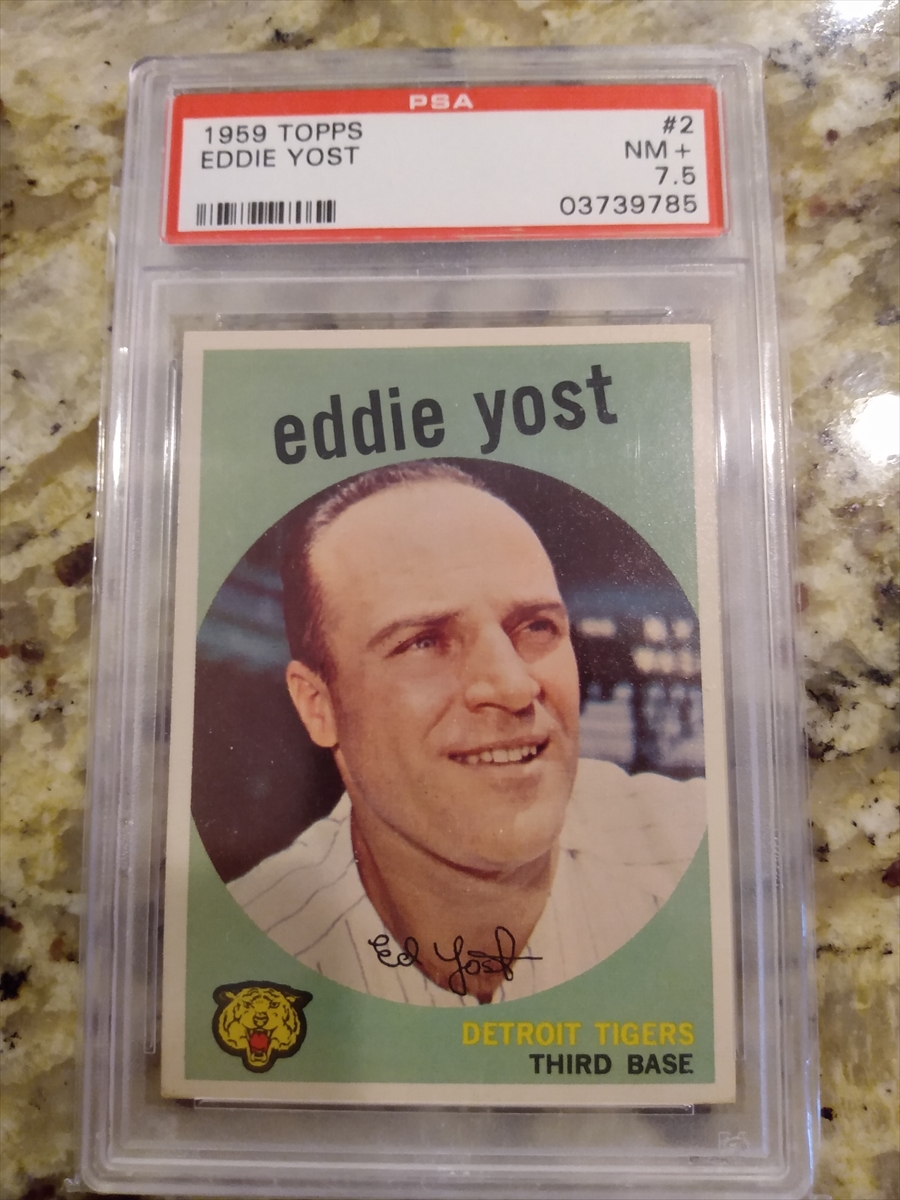 PSA
1959 TOPPS #2
EDDIE YOST NM+
7.5
03739785
eddie yost
Ed Yost
DETROIT TIGERS
THIRD BASE